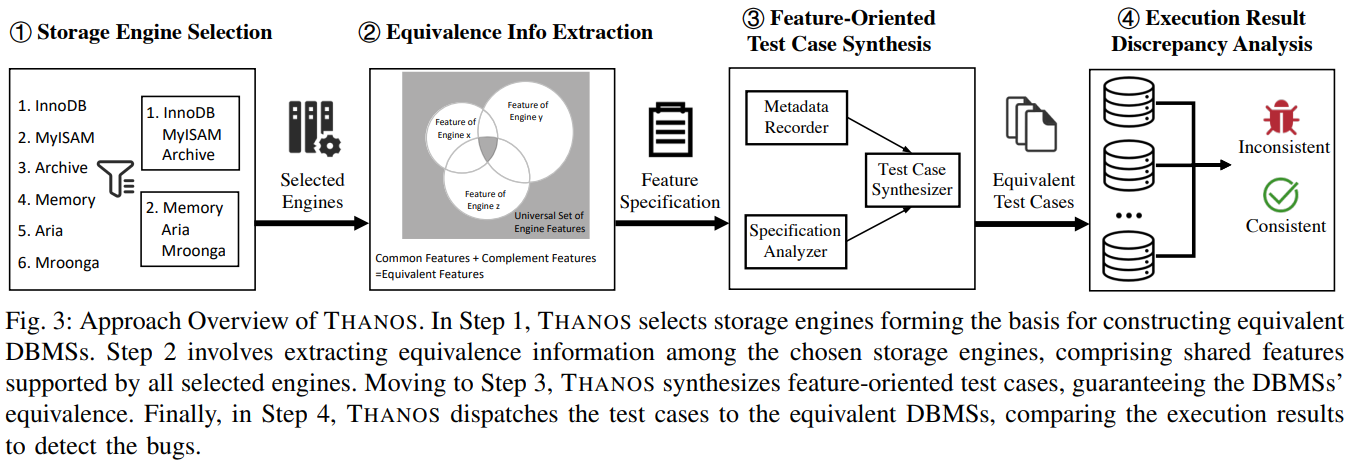 ① Storage Engine Selection
② Equivalence Info Extraction
③ Feature-Oriented
Test Case Synthesis
④ Execution Result
Discrepancy Analysis
1. InnoDB
2. MyISAM
3. Archive
4. Memory
5. Aria
6. Mroonga
1. InnoDB
MyISAM
Archive
2. Memory
Aria
Mroonga
Selected
Engines
Feature of
Engine x
Feature of
Engine y
Feature of
Engine z
Universal Set of
Engine Features
Common Features + Complement Features
=Equivalent Features
Feature
Specification
Metadata
Recorder
Specification
Analyzer
Test Case
Synthesizer
Equivalent
Test Cases
...
Inconsistent
Consistent
Fig. 3: Approach Overview of THANOS. In Step 1, THANOS selects storage engines forming the basis for constructing equivalent
DBMSs. Step 2 involves extracting equivalence information among the chosen storage engines, comprising shared features
supported by all selected engines. Moving to Step 3, THANOS synthesizes feature-oriented test cases, guaranteeing the DBMSs'
equivalence. Finally, in Step 4, THANOS dispatches the test cases to the equivalent DBMSs, comparing the execution results
to detect the bugs.